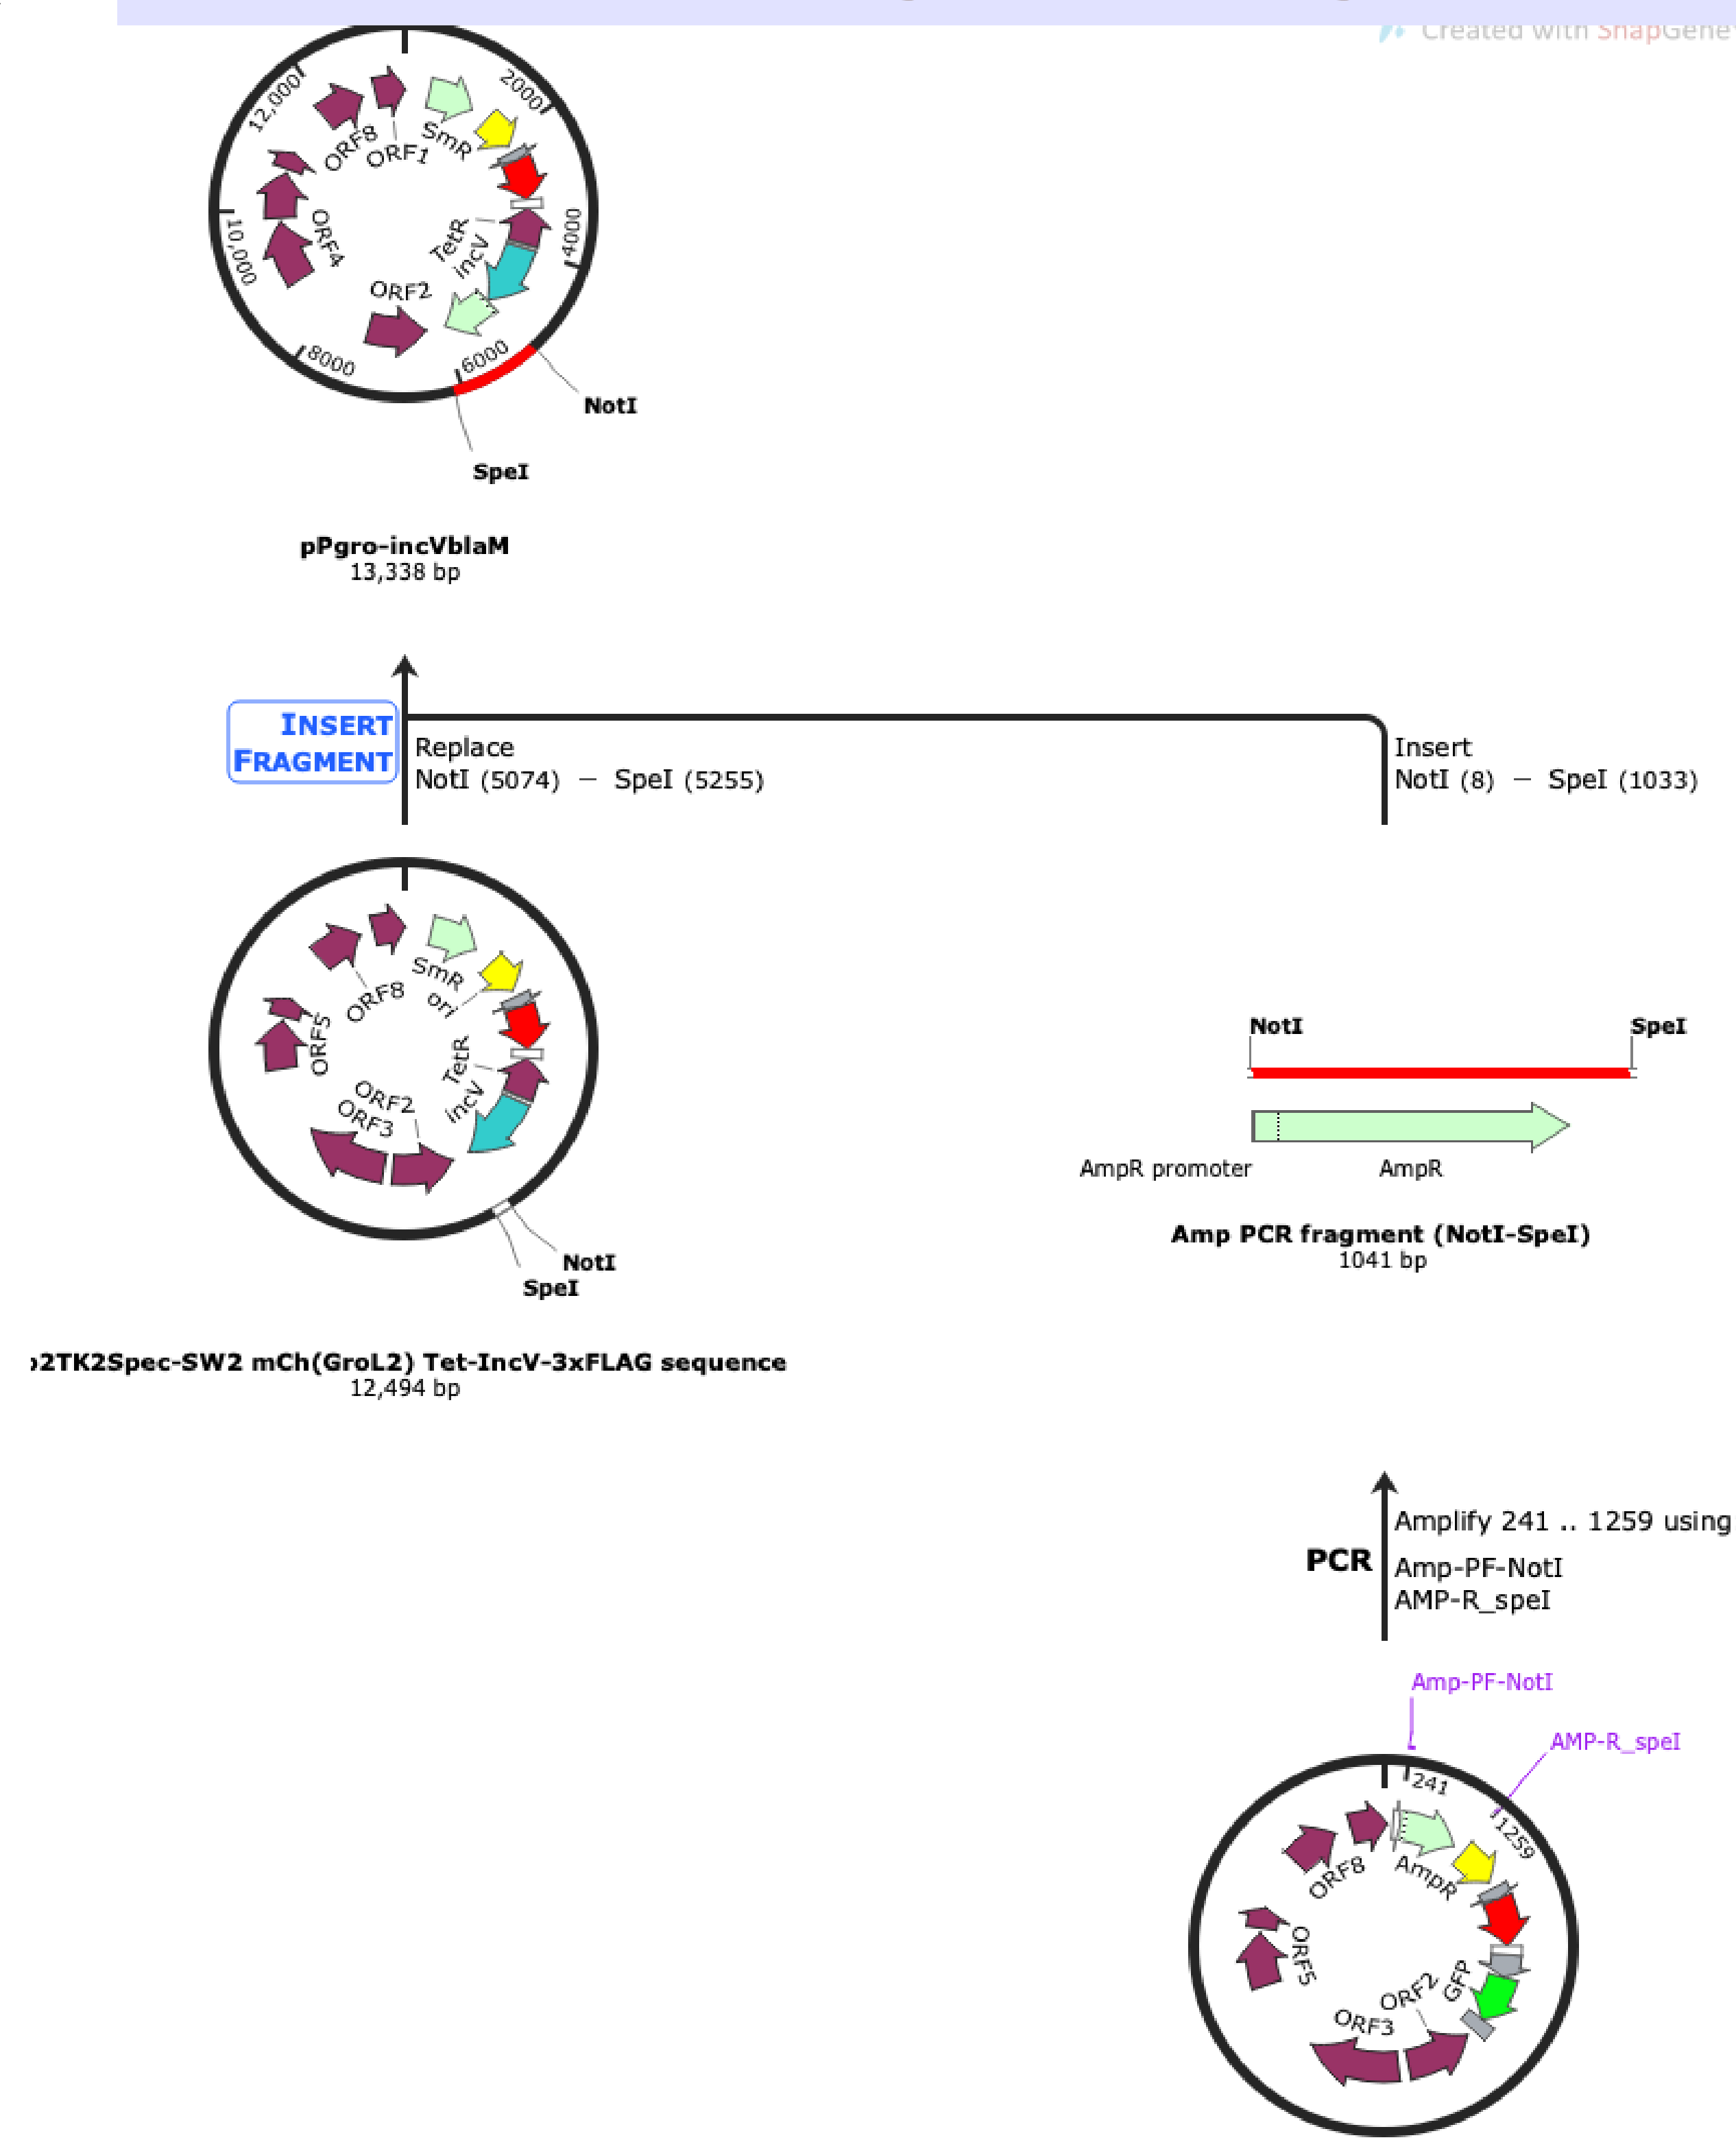 Created with SnapGene
12,000
2000
ORF8
ORF1
SmR
10,000
ORF4
TetR
incV
4000
ORF2
8000
6000
NotI
SpeI
pPgro-incVblaM
13,338 bp
INSERT
FRAGMENT
Replace
NotI (5074) – SpeI (5255)
Insert
NotI (8) – SpeI (1033)
SmR
ORF8
ori
ORF5
TetR
ORF2
incV
ORF3
NotI
SpeI
NotI
SpeI
AmpR promoter
AmpR
Amp PCR fragment (NotI-SpeI)
1041 bp
2TK2Spec-SW2 mCh(GroL2) Tet-IncV-3xFLAG sequence
12,494 bp
PCR
Amplify 241 .. 1259 using
Amp-PF-NotI
AMP-R_speI
Amp-PF-NotI
AMP-R_speI
241
1259
ORF8
AmpR
ORF5
GFP
ORF2
ORF3